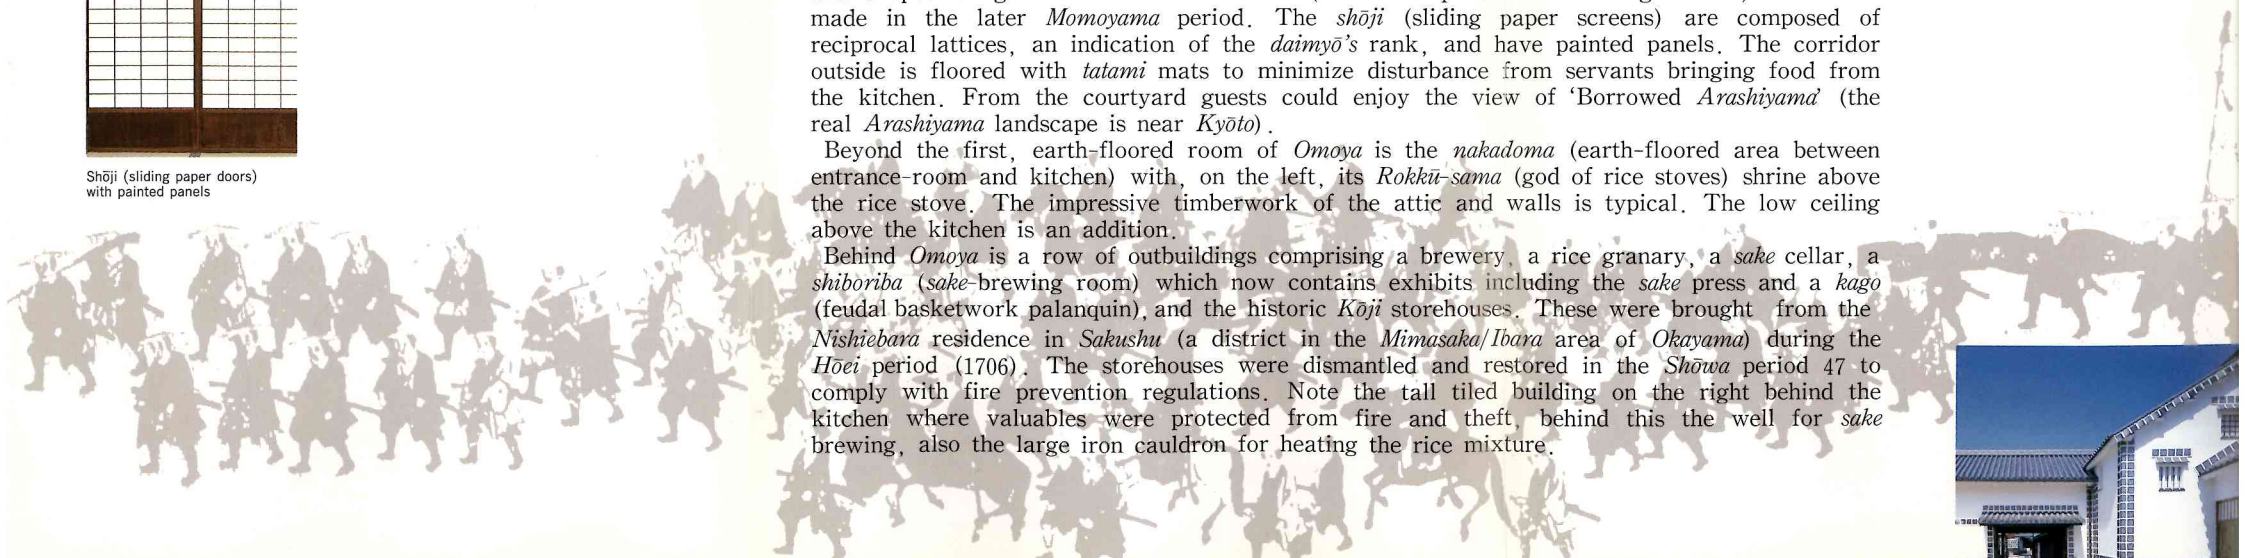 made in the later Momoyama period. The shōji (sliding paper screens) are composed of
reciprocal lattices, an indication of the daimyō's rank, and have painted panels. The corridor
outside is floored with tatami mats to minimize disturbance from servants bringing food from
the kitchen. From the courtyard guests could enjoy the view of ‘Borrowed Arashiyama’ (the
real Arashiyama landscape is near Kyōto).
Beyond the first, earth-floored room of Omoya is the nakadoma (earth-floored area between
entrance-room and kitchen) with, on the left, its Rokkū-sama (god of rice stoves) shrine above
the rice stove. The impressive timberwork of the attic and walls is typical. The low ceiling
above the kitchen is an addition.
Behind Omoya is a row of outbuildings comprising a brewery, a rice granary, a sake cellar, a
shiboriba (sake-brewing room) which now contains exhibits including the sake press and a kago
(feudal basketwork palanquin), and the historic Kōji storehouses. These were brought from the
Nishiebara residence in Sakushu (a district in the Mimasaka/Ibara area of Okayama) during the
Hōei period (1706). The storehouses were dismantled and restored in the Shōwa period 47 to
comply with fire prevention regulations. Note the tall tiled building on the right behind the
kitchen where valuables were protected from fire and theft, behind this the well for sake
brewing, also the large iron cauldron for heating the rice mixture.
Shōji (sliding paper doors)
with painted panels